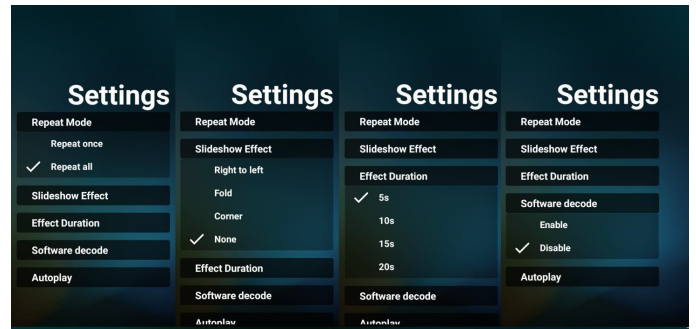 Settings
Repeat Mode
Repeat once
Repeat all
Slideshow Effect
Effect Duration
Software decode
Autoplay
Settings
Repeat Mode
Slideshow Effect
Right to left
Fold
Corner
None
Effect Duration
Software decode
Autoplay
Settings
Repeat Mode
Slideshow Effect
Effect Duration
5s
10s
15s
20s
Software decode
Autoplay
Settings
Repeat Mode
Slideshow Effect
Effect Duration
Software decode
Enable
Disable
Autoplay